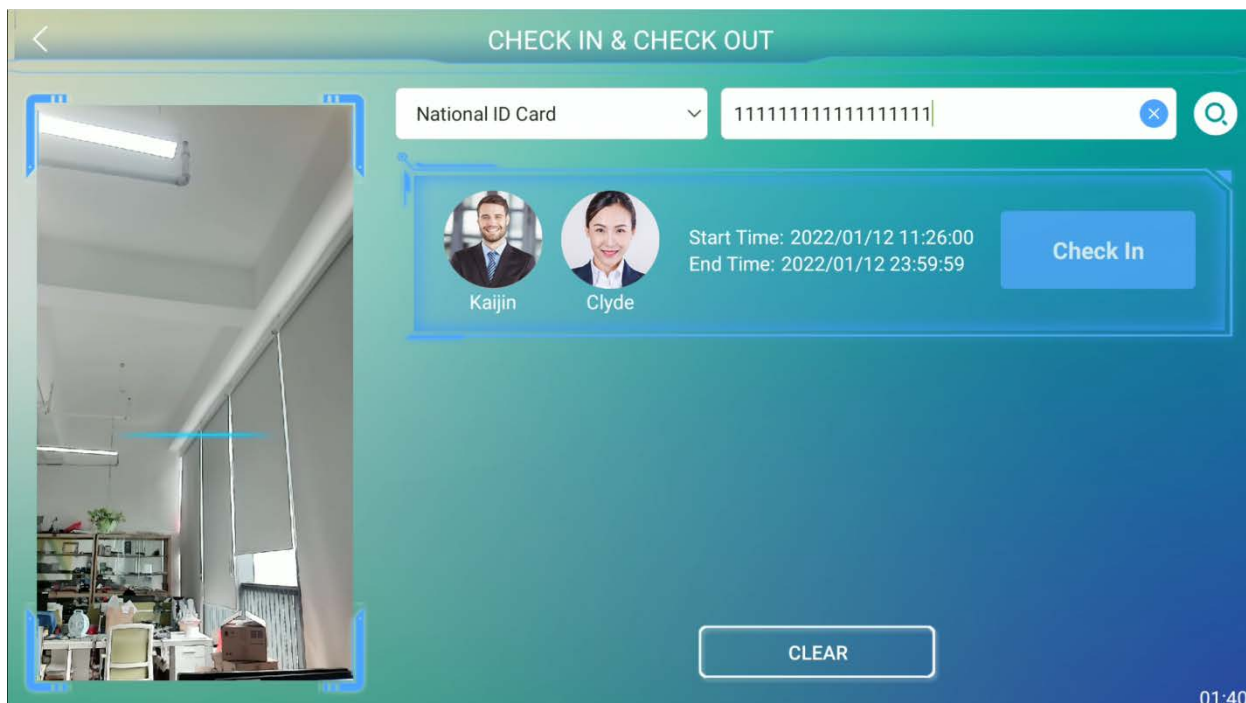 CHECK IN & CHECK OUT
National ID Card
111111111111111111
Start Time: 2022/01/12 11:26:00
End Time: 2022/01/12 23:59:59
Check In
Kaijin
Clyde
CLEAR
01:40